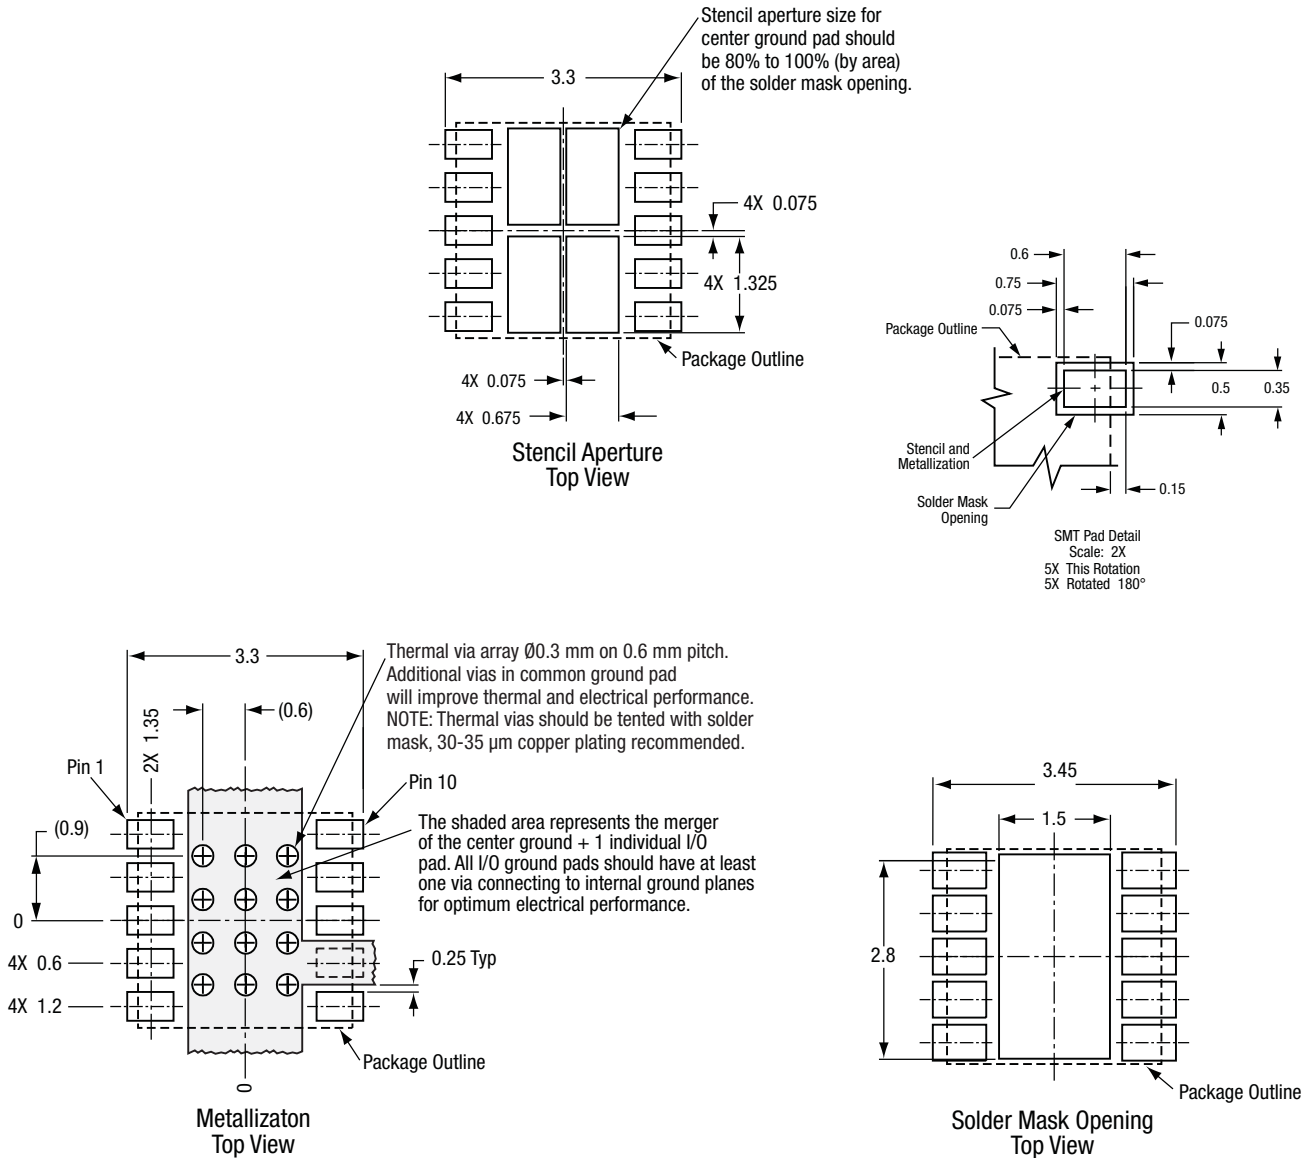 Stencil aperture size for
center ground pad should
be 80% to 100% (by area)
of the solder mask opening.
3.3
4X 0.075
4X 1.325
Package Outline
4X 0.075
4X 0.675
Stencil Aperture
Top View
0.6
0.75
0.075
Package Outline
0.075
0.5
0.35
Stencil and
Metallization
Solder Mask
Opening
0.15
SMT Pad Detail
Scale: 2X
5X This Rotation
5X Rotated 180°
3.3
(0.6)
2X 1.35
Pin 1
(0.9)
0
4X 0.6
4X 1.2
Thermal via array Ø0.3 mm on 0.6 mm pitch.
Additional vias in common ground pad
will improve thermal and electrical performance.
NOTE: Thermal vias should be tented with solder
mask, 30-35 µm copper plating recommended.
Pin 10
The shaded area represents the merger
of the center ground + 1 individual I/O
pad. All I/O ground pads should have at least
one via connecting to internal ground planes
for optimum electrical performance.
0.25 Typ
Package Outline
0
Metallizaton
Top View
3.45
1.5
2.8
Package Outline
Solder Mask Opening
Top View